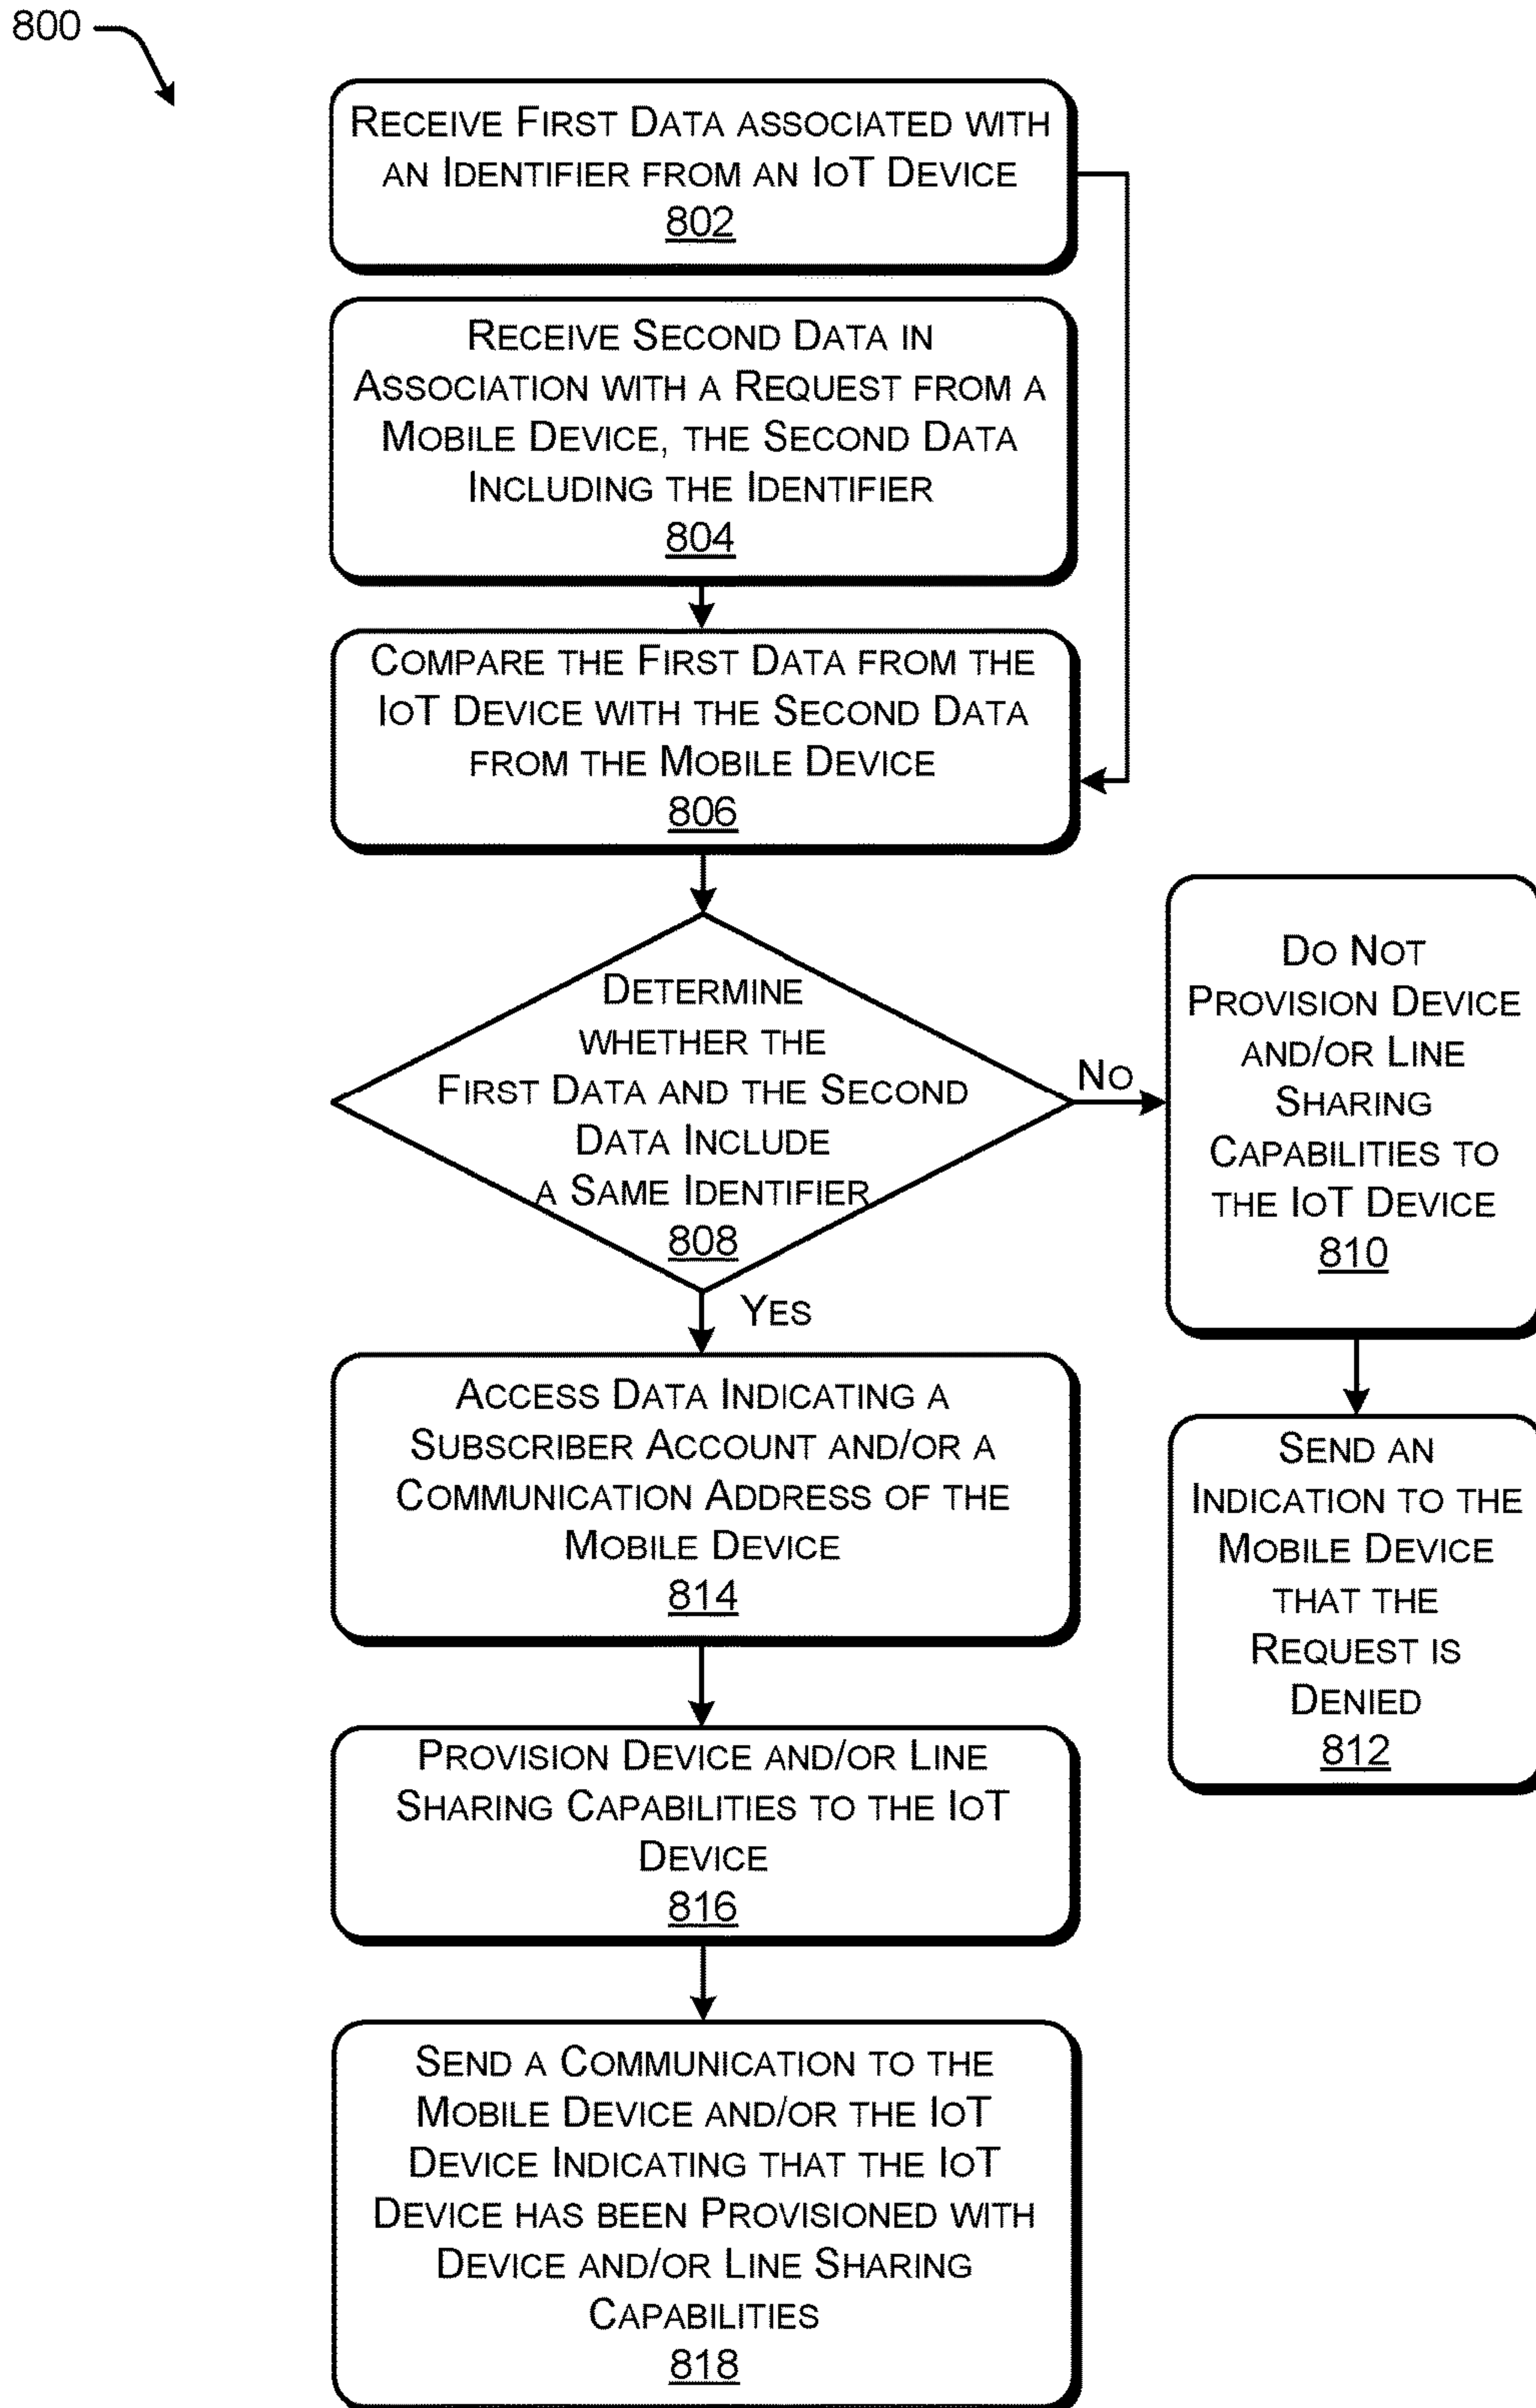 800
RECEIVE FIRST DATA ASSOCIATED WITH
AN IDENTIFIER FROM AN IOT DEVICE
802
RECEIVE SECOND DATA IN
ASSOCIATION WITH A REQUEST FROM A
MOBILE DEVICE, THE SECOND DATA
INCLUDING THE IDENTIFIER
804
COMPARE THE FIRST DATA FROM THE
IOT DEVICE WITH THE SECOND DATA
FROM THE MOBILE DEVICE
806
DETERMINE
WHETHER THE
FIRST DATA AND THE SECOND
DATA INCLUDE
A SAME IDENTIFIER
808
NO
DO NOT
PROVISION DEVICE
AND/OR LINE
SHARING
CAPABILITIES TO
THE IOT DEVICE
810
SEND AN
INDICATION TO THE
MOBILE DEVICE
THAT THE
REQUEST IS
DENIED
812
YES
ACCESS DATA INDICATING A
SUBSCRIBER ACCOUNT AND/OR A
COMMUNICATION ADDRESS OF THE
MOBILE DEVICE
814
PROVISION DEVICE AND/OR LINE
SHARING CAPABILITIES TO THE IOT
DEVICE
816
SEND A COMMUNICATION TO THE
MOBILE DEVICE AND/OR THE IOT
DEVICE INDICATING THAT THE IOT
DEVICE HAS BEEN PROVISIONED WITH
DEVICE AND/OR LINE SHARING
CAPABILITIES
818